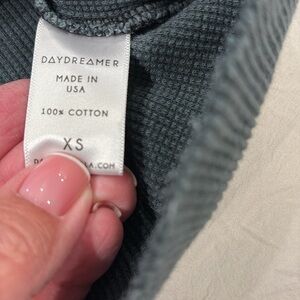 DAYDREAMER
MADE IN
USA
100% COTTON
XS